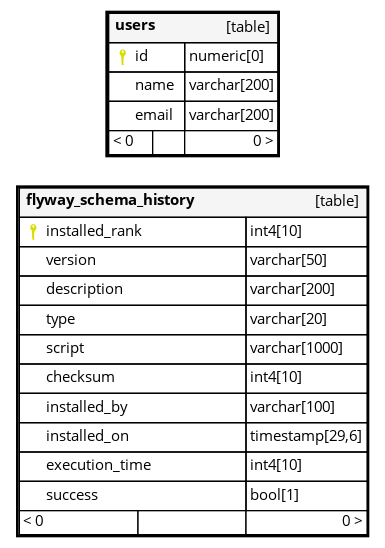 users [table]
id numeric[0]
name varchar[200]
email varchar[200]
< 0 0 >
flyway_schema_history [table]
installed_rank int4[10]
version varchar[50]
description varchar[200]
type varchar[20]
script varchar[1000]
checksum int4[10]
installed_by varchar[100]
installed_on timestamp[29,6]
execution_time int4[10]
success bool[1]
< 0 0 >